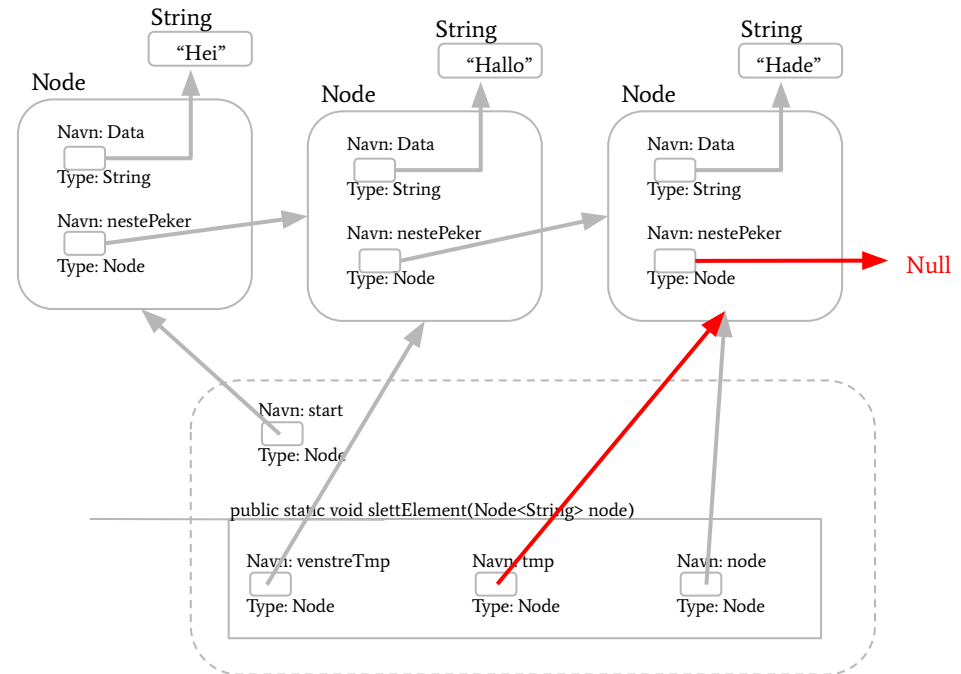 String
“Hei”
Node
Navn: Data
Type: String
Navn: nestePeker
Type: Node
String
“Hallo”
Node
Navn: Data
Type: String
Navn: nestePeker
Type: Node
String
“Hade”
Node
Navn: Data
Type: String
Navn: nestePeker
Type: Node
Null
Navn: start
Type: Node
public static void slettElement(Node<String> node)
Navn: venstreTmp
Type: Node
Navn: tmp
Type: Node
Navn: node
Type: Node